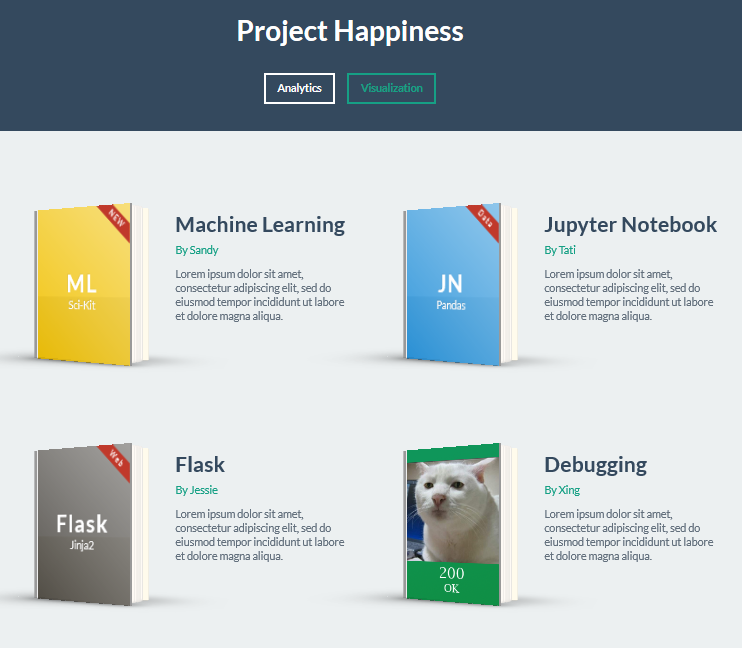 Project Happiness
Analytics
Visualization
NEW
ML
Sci-Kit
Machine Learning
By Sandy
Lorem ipsum dolor sit amet,
consectetur adipiscing elit, sed do
eiusmod tempor incididunt ut labore
et dolore magna aliqua.
Data
JN
Pandas
Jupyter Notebook
By Tati
Lorem ipsum dolor sit amet,
consectetur adipiscing elit, sed do
eiusmod tempor incididunt ut labore
et dolore magna aliqua.
Web
Flask
Jinja2
Flask
By Jessie
Lorem ipsum dolor sit amet,
consectetur adipiscing elit, sed do
eiusmod tempor incididunt ut labore
et dolore magna aliqua.
200
OK
Debugging
By Xing
Lorem ipsum dolor sit amet,
consectetur adipiscing elit, sed do
eiusmod tempor incididunt ut labore
et dolore magna aliqua.